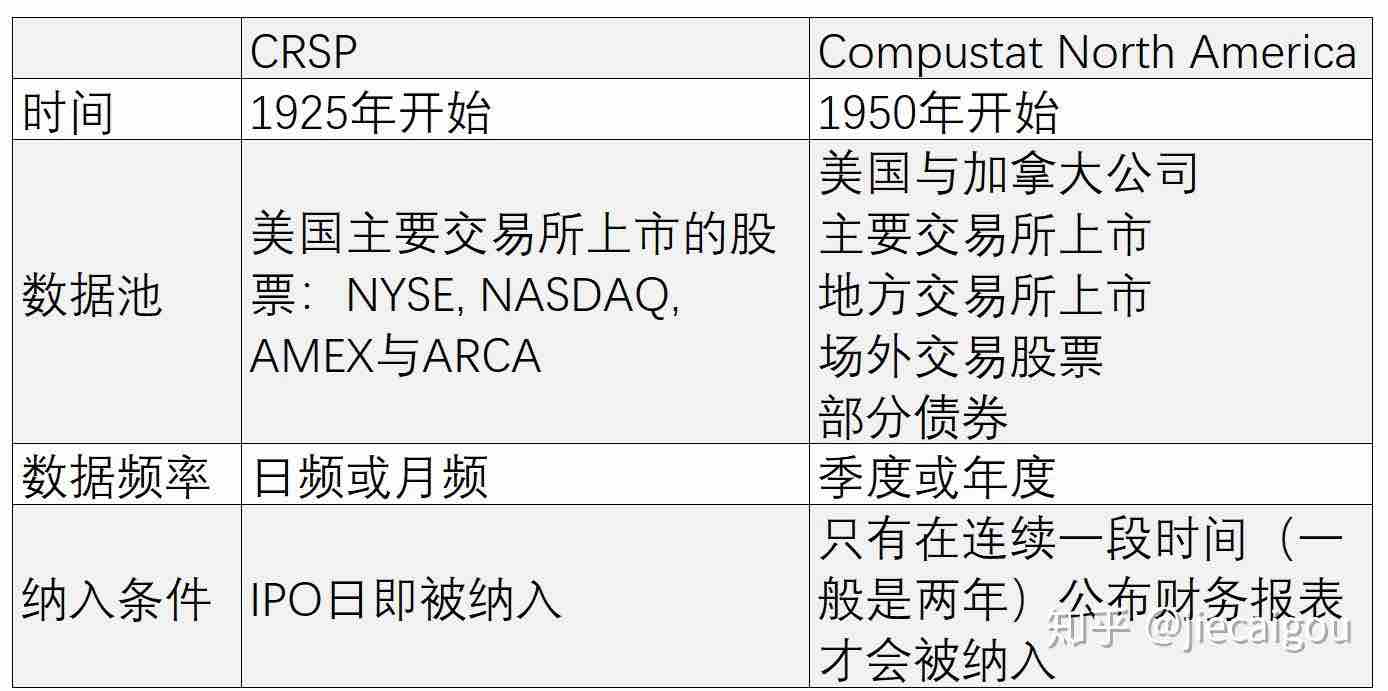 CRSP
Compustat North America
时间
1925年开始
1950年开始
数据池
美国主要交易所上市的股
票： NYSE, NASDAQ,
AMEX与ARCA
美国与加拿大公司
主要交易所上市
地方交易所上市
场外交易股票
部分债券
数据频率
日频或月频
季度或年度
纳入条件
IPO日即被纳入
只有在连续一段时间（一
般是两年）公布财务报表
才会被纳入
知乎 @jiecaigou